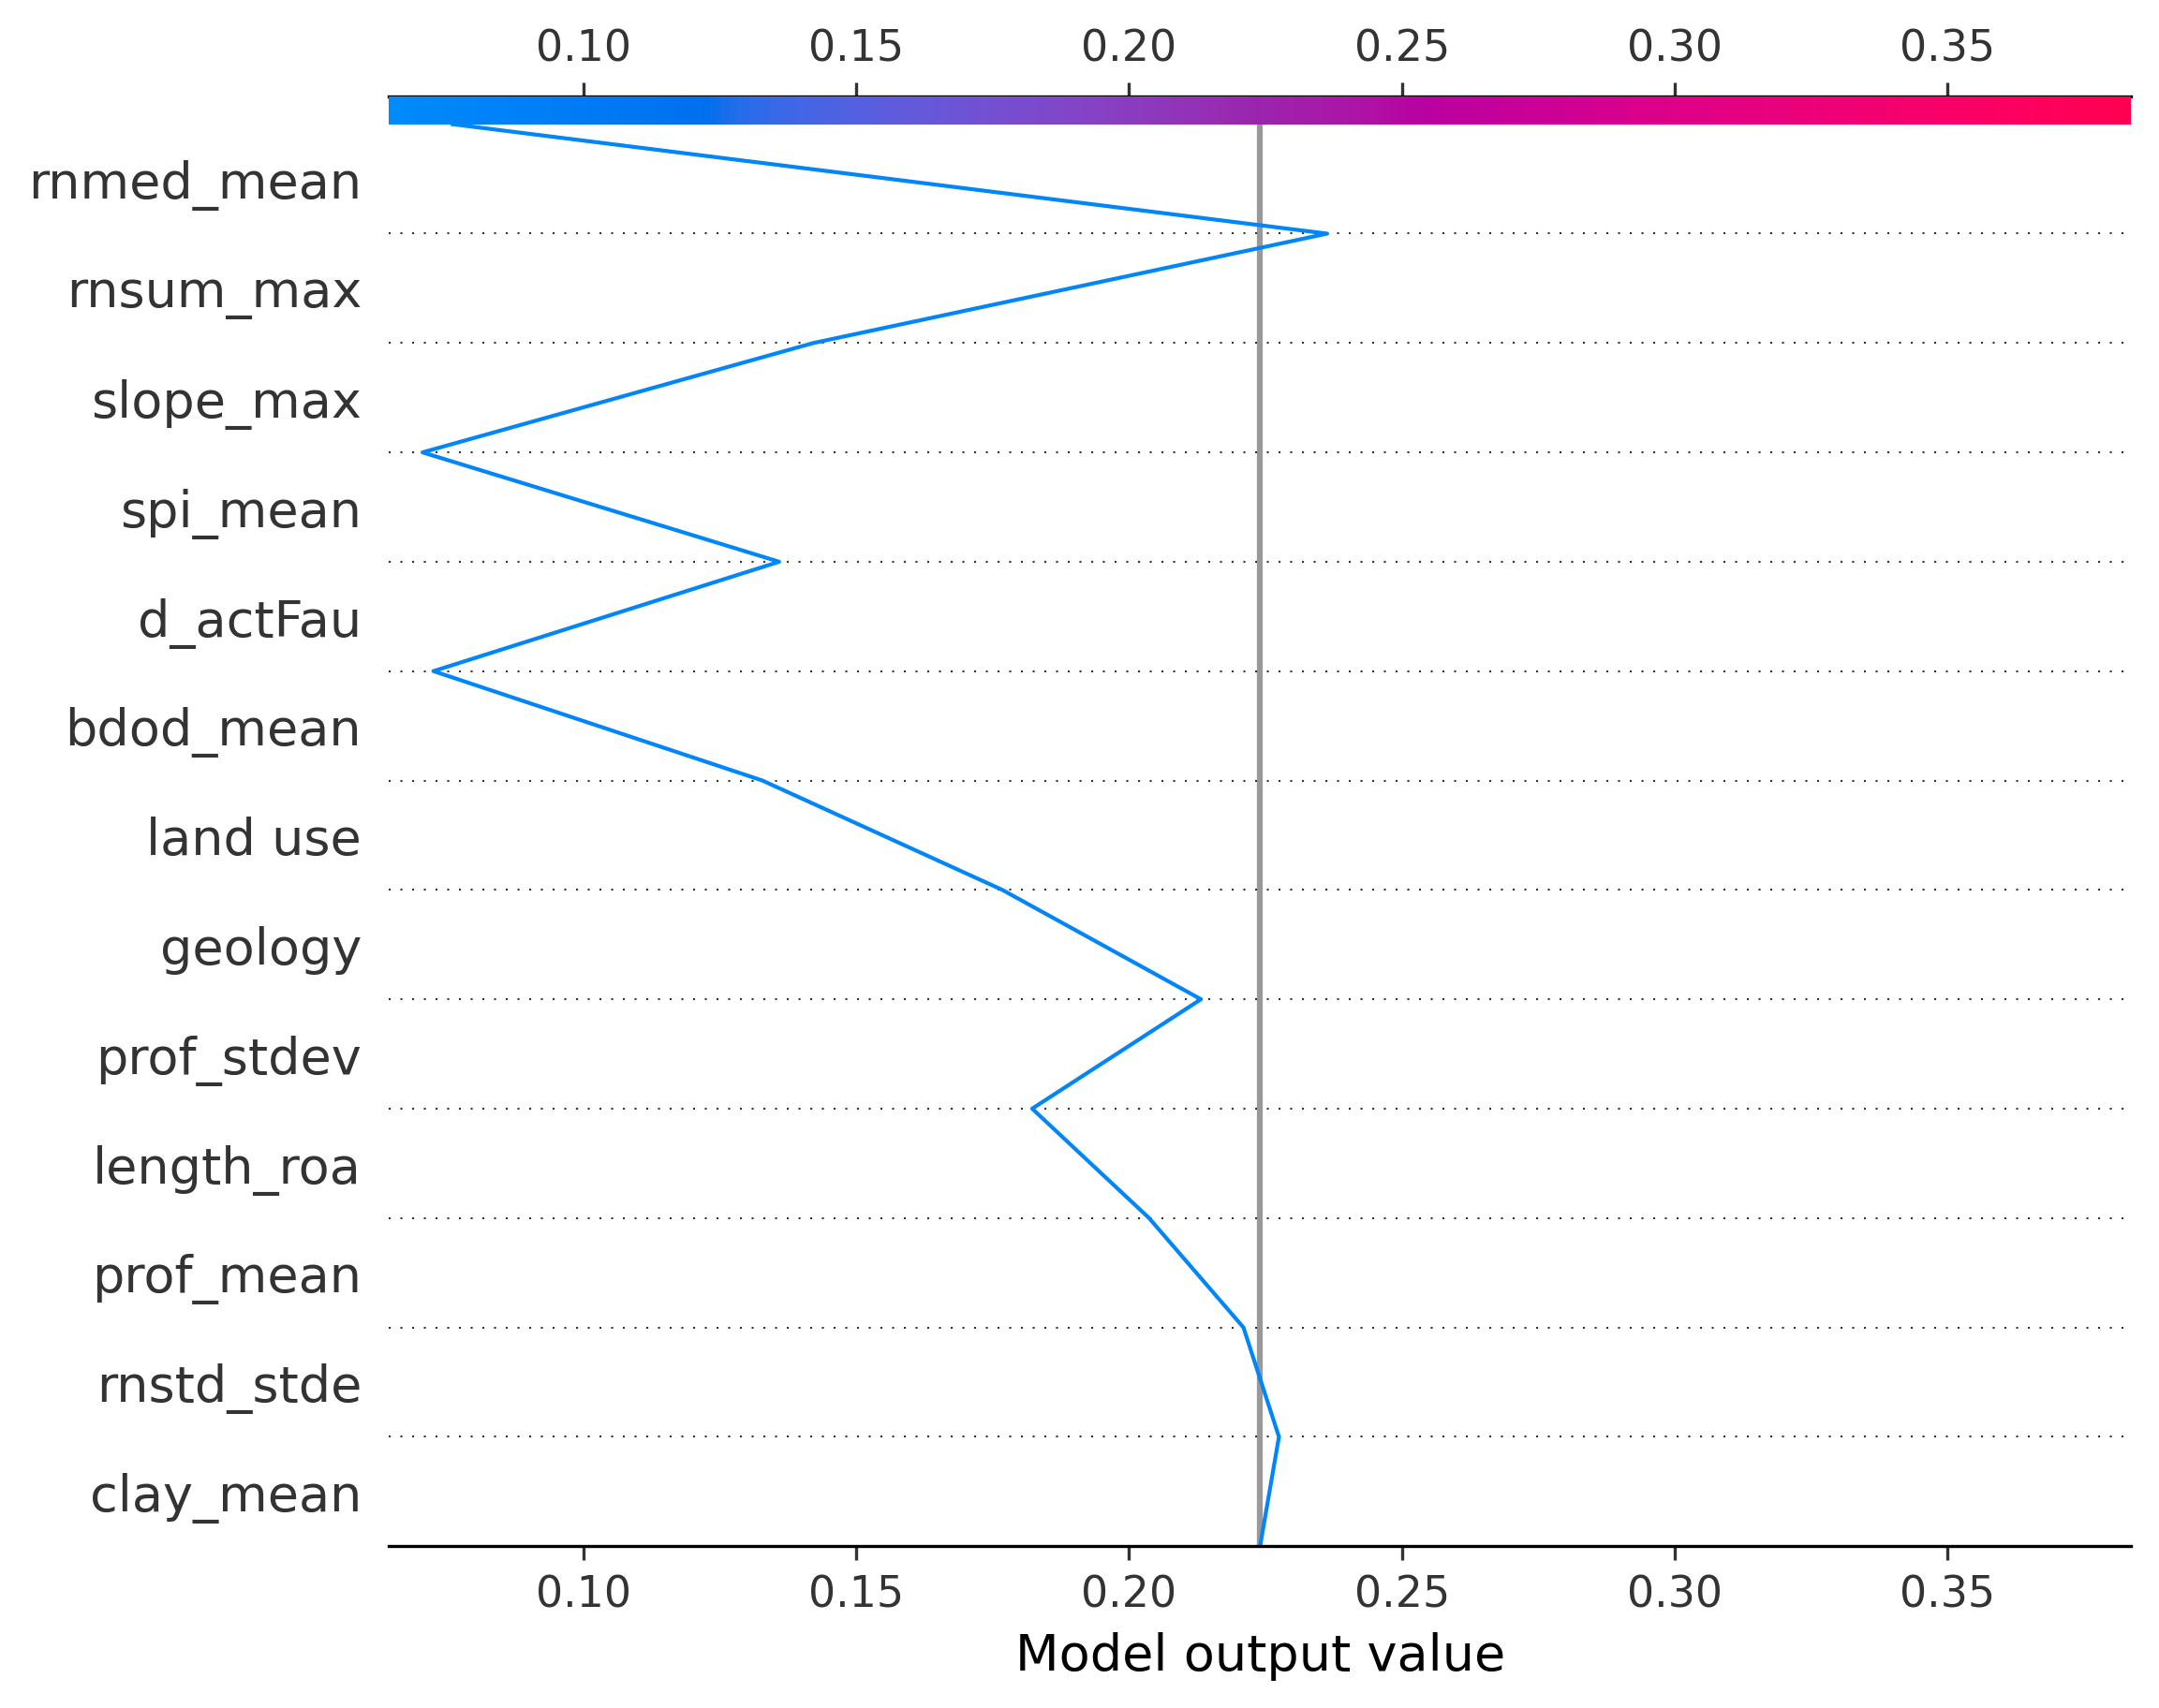 0.10 0.15 0.20 0.25 0.30 0.35
rnmed_mean
rnsum_max
slope_max
spi_mean
d_actFau
bdod_mean
land use
geology
prof_stdev
length_roa
prof_mean
rnstd_stde
clay_mean
0.10 0.15 0.20 0.25 0.30 0.35
Model output value